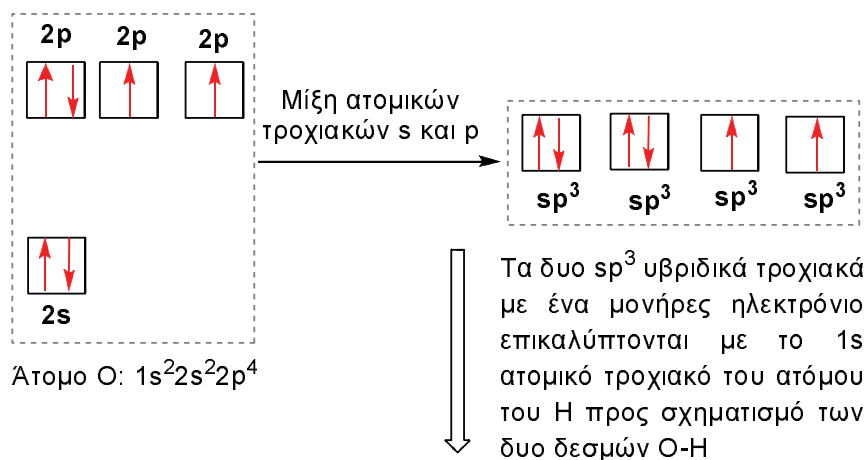 2p 2p 2p
Μίξη ατομικών
τροχιακών s και p
sp³ sp³ sp³ sp³
2s
Άτομο Ο: 1s²2s²2p⁴
Τα δυο sp³ υβριδικά τροχιακά
με ένα μονήρες ηλεκτρόνιο
επικαλύπτονται με το 1s
ατομικό τροχιακό του ατόμου
του Η προς σχηματισμό των
δυο δεσμών Ο-Η